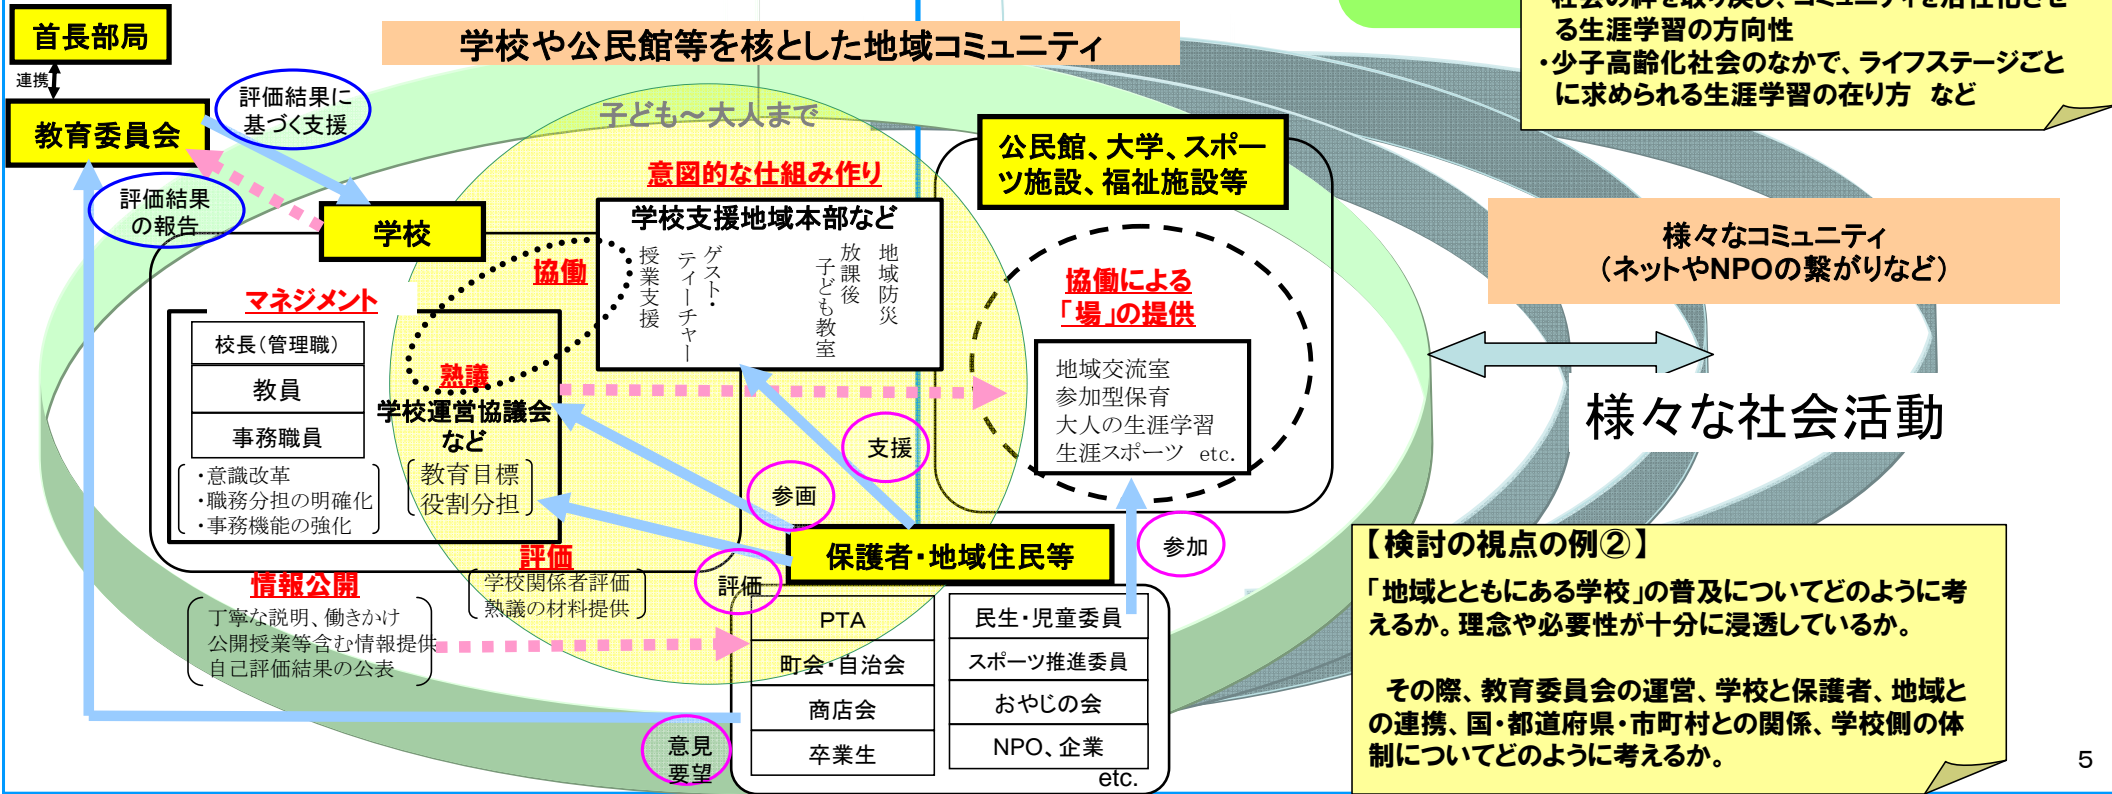 首長部局
連携
教育委員会
評価結果に
基づく支援
評価結果
の報告
学校や公民館等を核とした地域コミュニティ
子ども～大人まで
意図的な仕組み作り
学校支援地域本部など
授業支援
ゲスト・
ティーチャー
放課後
子ども教室
地域防災
学校
協働
マネジメント
校長（管理職）
教員
事務職員
・意識改革
・職務分担の明確化
・事務機能の強化
熟議
学校運営協議会
など
教育目標
役割分担
公民館、大学、スポー
ツ施設、福祉施設等
協働による
「場」の提供
地域交流室
参加型保育
大人の生涯学習
生涯スポーツ etc.
支援
参画
参加
評価
保護者・地域住民等
評価
学校関係者評価
熟議の材料提供
情報公開
丁寧な説明、働きかけ
公開授業等含む情報提供
自己評価結果の公表
PTA
町会・自治会
商店会
卒業生
民生・児童委員
スポーツ推進委員
おやじの会
NPO、企業
etc.
意見
要望
る生涯学習の方向性
・少子高齢化社会のなかで、ライフステージごと
に求められる生涯学習の在り方 など
様々なコミュニティ
（ネットやNPOの繋がりなど）
様々な社会活動
【検討の視点の例②】
「地域とともにある学校」の普及についてどのように考
えるか。理念や必要性が十分に浸透しているか。
その際、教育委員会の運営、学校と保護者、地域と
の連携、国・都道府県・市町村との関係、学校側の体
制についてどのように考えるか。
5